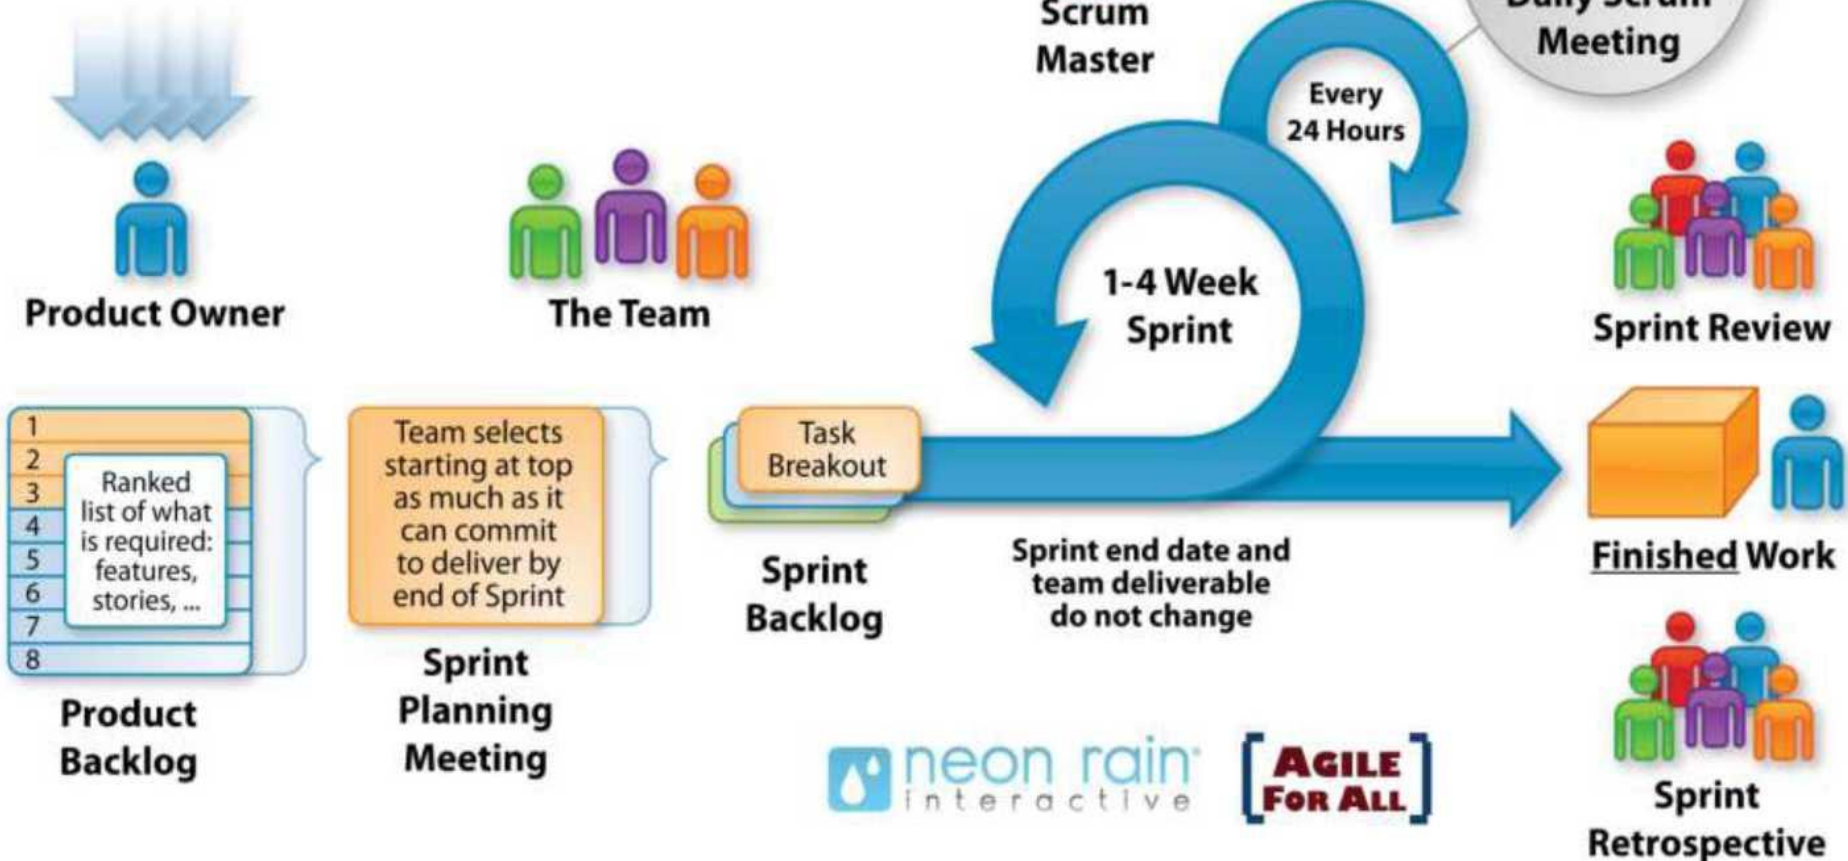 Scrum
Master
Daily Scrum
Meeting
Every
24 Hours
Product Owner
The Team
1-4 Week
Sprint
Sprint Review
1
2
3
4
5
6
7
8
Ranked
list of what
is required:
features,
stories, ...
Product
Backlog
Team selects
starting at top
as much as it
can commit
to deliver by
end of Sprint
Sprint
Planning
Meeting
Task
Breakout
Sprint
Backlog
Sprint end date and
team deliverable
do not change
Finished Work
neon rain
interactive
AGILE
FOR ALL
Sprint
Retrospective